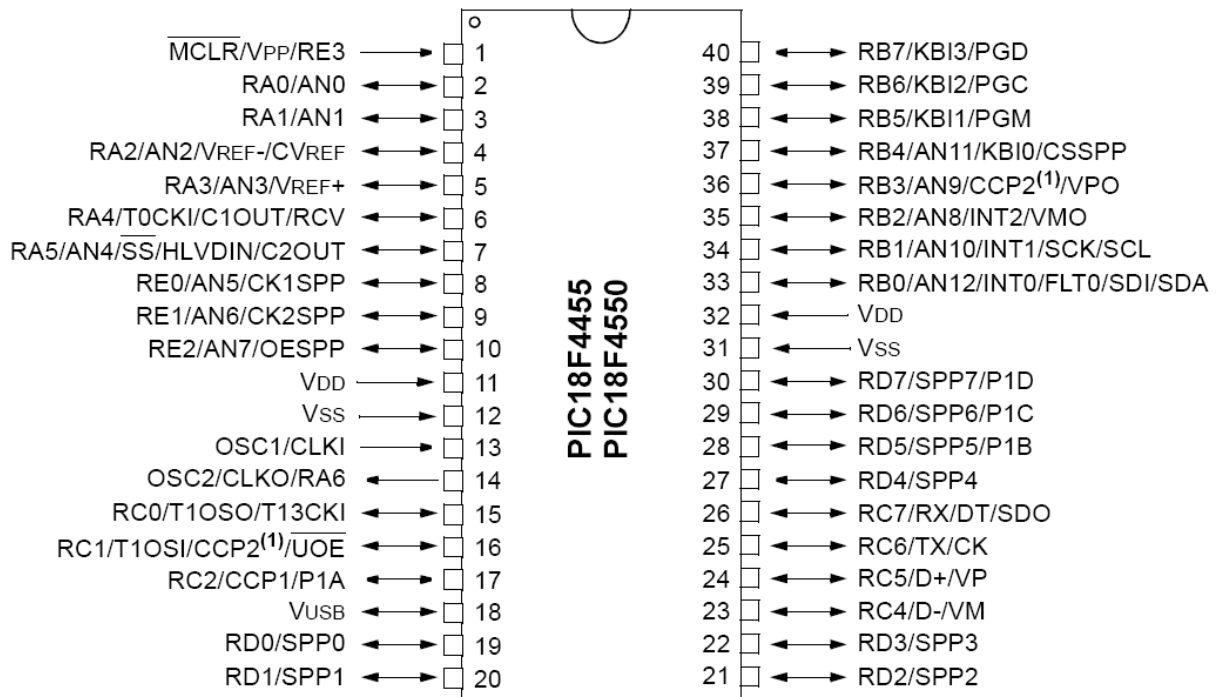 MCLR/VPP/RE3 1
RA0/AN0 2
RA1/AN1 3
RA2/AN2/VREF-/CVREF 4
RA3/AN3/VREF+ 5
RA4/T0CKI/C1OUT/RCV 6
RA5/AN4/SS/HLVDIN/C2OUT 7
RE0/AN5/CK1SPP 8
RE1/AN6/CK2SPP 9
RE2/AN7/OESPP 10
VDD 11
VSS 12
OSC1/CLKI 13
OSC2/CLKO/RA6 14
RC0/T1OSO/T13CKI 15
RC1/T1OSI/CCP2(1)/UOE 16
RC2/CCP1/P1A 17
VUSB 18
RD0/SPP0 19
RD1/SPP1 20
PIC18F4455
PIC18F4550
40 RB7/KBI3/PGD
39 RB6/KBI2/PGC
38 RB5/KBI1/PGM
37 RB4/AN11/KBI0/CSSPP
36 RB3/AN9/CCP2(1)/VPO
35 RB2/AN8/INT2/VMO
34 RB1/AN10/INT1/SCK/SCL
33 RB0/AN12/INT0/FLT0/SDI/SDA
32 VDD
31 VSS
30 RD7/SPP7/P1D
29 RD6/SPP6/P1C
28 RD5/SPP5/P1B
27 RD4/SPP4
26 RC7/RX/DT/SDO
25 RC6/TX/CK
24 RC5/D+/VP
23 RC4/D-/VM
22 RD3/SPP3
21 RD2/SPP2